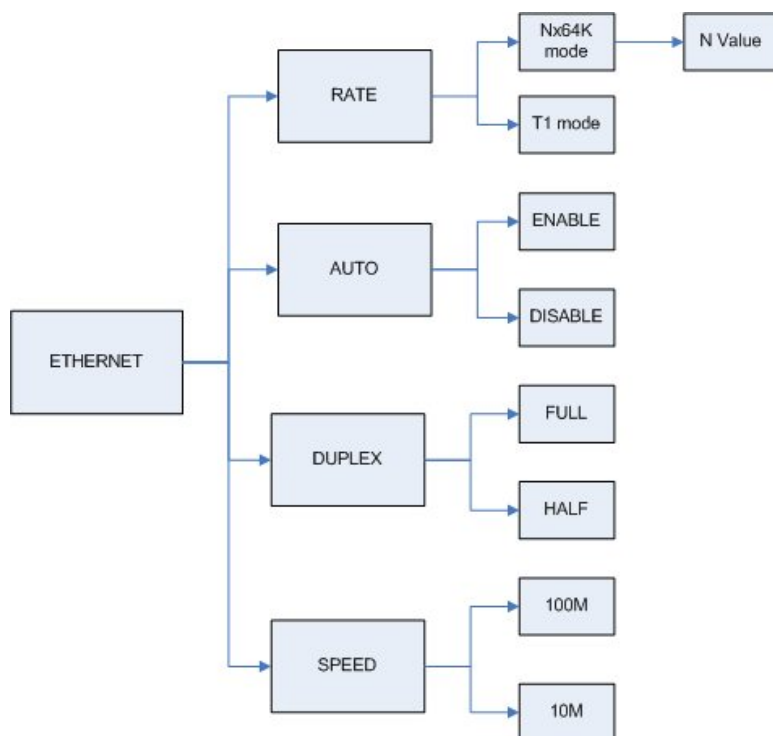 Nx64K
mode
N Value
RATE
T1 mode
ENABLE
AUTO
DISABLE
ETHERNET
FULL
DUPLEX
HALF
100M
SPEED
10M